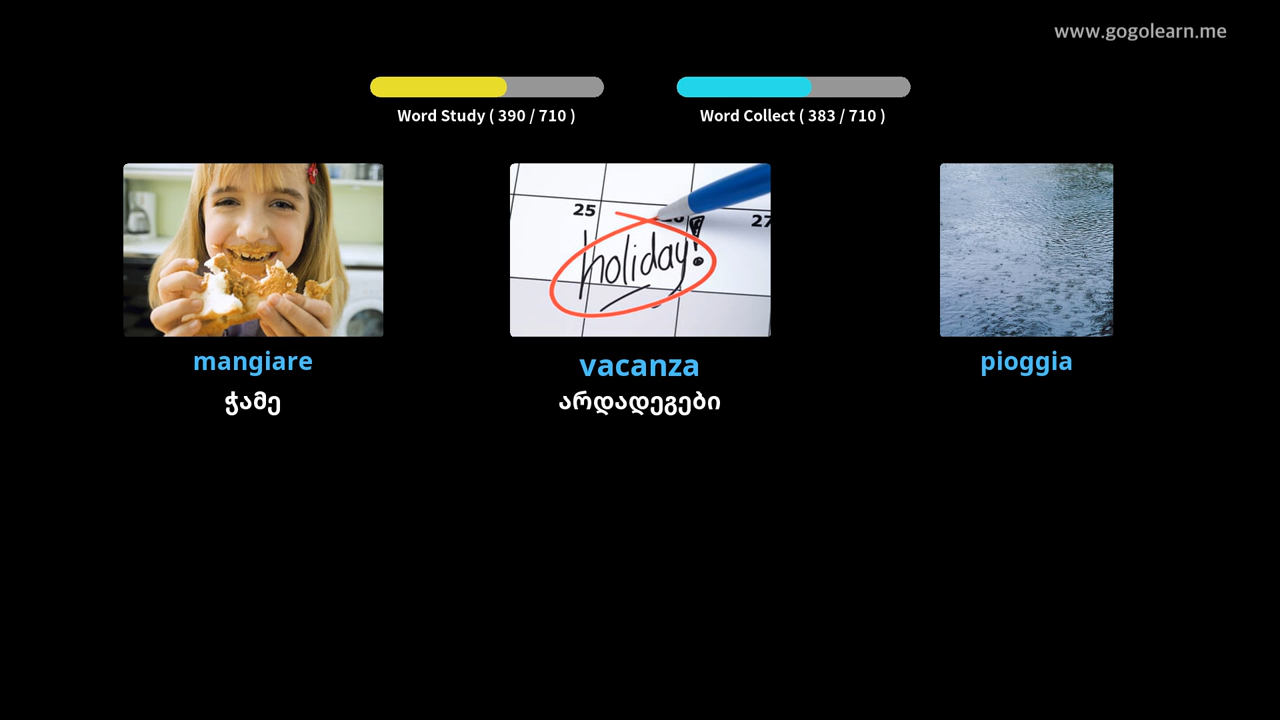 www.gogolearn.me
Word Study ( 390 / 710 )
Word Collect ( 383 / 710 )
25
27
holiday!
mangiare
vacanza
pioggia
ჭამე
არდადეგები